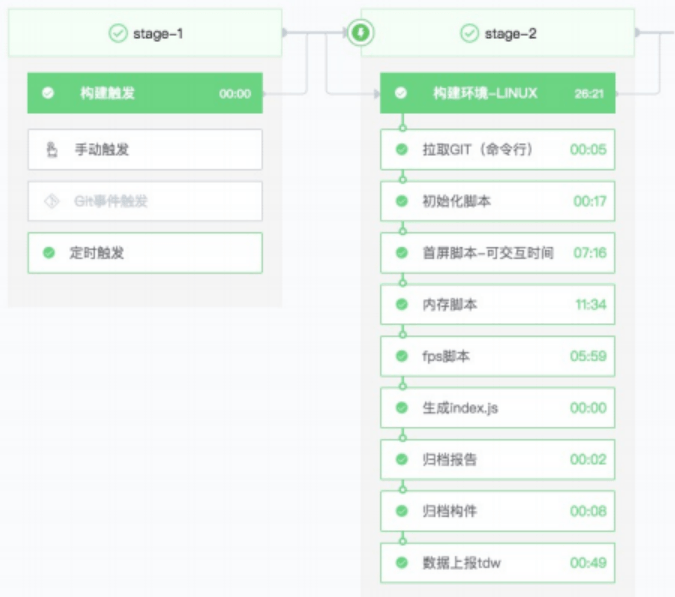 stage-1
构建触发 00:00
手动触发
Git事件触发
定时触发
stage-2
构建环境-LINUX 26:21
拉取GIT（命令行） 00:05
初始化脚本 00:17
首屏脚本-可交互时间 07:16
内存脚本 11:34
fps脚本 05:59
生成index.js 00:00
归档报告 00:02
归档构件 00:08
数据上报tdw 00:49